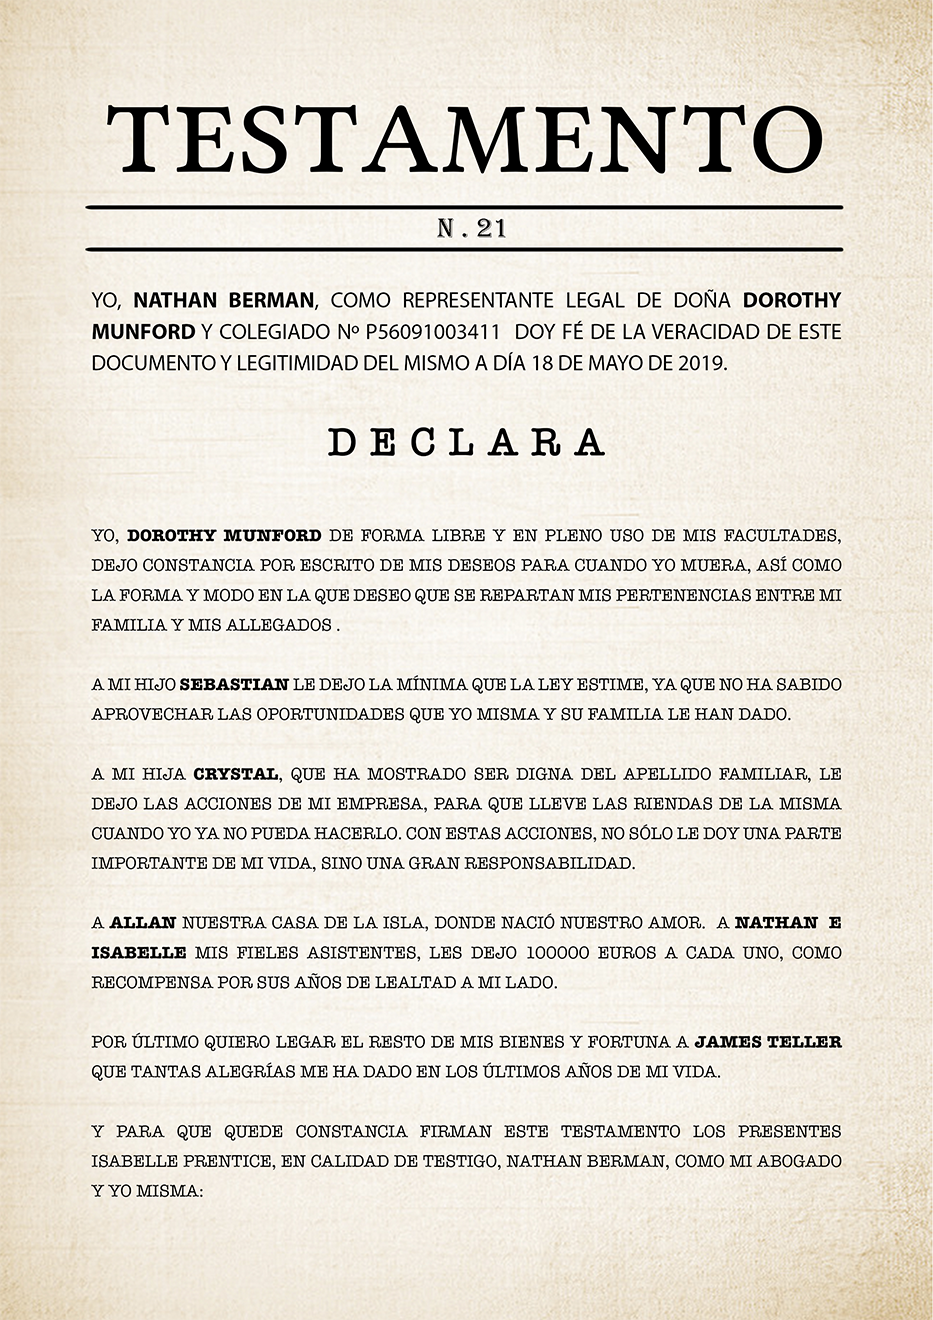 TESTAMENTO
N.21
YO, NATHAN BERMAN, COMO REPRESENTANTE LEGAL DE DOÑA DOROTHY
MUNFORD Y COLEGIADO Nº P56091003411 DOY FÉ DE LA VERACIDAD DE ESTE
DOCUMENTO Y LEGITIMIDAD DEL MISMO A DÍA 18 DE MAYO DE 2019.
DECLARA
YO, DOROTHY MUNFORD DE FORMA LIBRE Y EN PLENO USO DE MIS FACULTADES,
DEJO CONSTANCIA POR ESCRITO DE MIS DESEOS PARA CUANDO YO MUERA, ASÍ COMO
LA FORMA Y MODO EN LA QUE DESEO QUE SE REPARTAN MIS PERTENENCIAS ENTRE MI
FAMILIA Y MIS ALLEGADOS .
A MI HIJO SEBASTIAN LE DEJO LA MÍNIMA QUE LA LEY ESTIME, YA QUE NO HA SABIDO
APROVECHAR LAS OPORTUNIDADES QUE YO MISMA Y SU FAMILIA LE HAN DADO.
A MI HIJA CRYSTAL, QUE HA MOSTRADO SER DIGNA DEL APELLIDO FAMILIAR, LE
DEJO LAS ACCIONES DE MI EMPRESA, PARA QUE LLEVE LAS RIENDAS DE LA MISMA
CUANDO YO YA NO PUEDA HACERLO. CON ESTAS ACCIONES, NO SÓLO LE DOY UNA PARTE
IMPORTANTE DE MI VIDA, SINO UNA GRAN RESPONSABILIDAD.
A ALLAN NUESTRA CASA DE LA ISLA, DONDE NACIÓ NUESTRO AMOR. A NATHAN E
ISABELLE MIS FIELES ASISTENTES, LES DEJO 100000 EUROS A CADA UNO, COMO
RECOMPENSA POR SUS AÑOS DE LEALTAD A MI LADO.
POR ÚLTIMO QUIERO LEGAR EL RESTO DE MIS BIENES Y FORTUNA A JAMES TELLER
QUE TANTAS ALEGRÍAS ME HA DADO EN LOS ÚLTIMOS AÑOS DE MI VIDA.
Y PARA QUE QUEDE CONSTANCIA FIRMAN ESTE TESTAMENTO LOS PRESENTES
ISABELLE PRENTICE, EN CALIDAD DE TESTIGO, NATHAN BERMAN, COMO MI ABOGADO
Y YO MISMA: